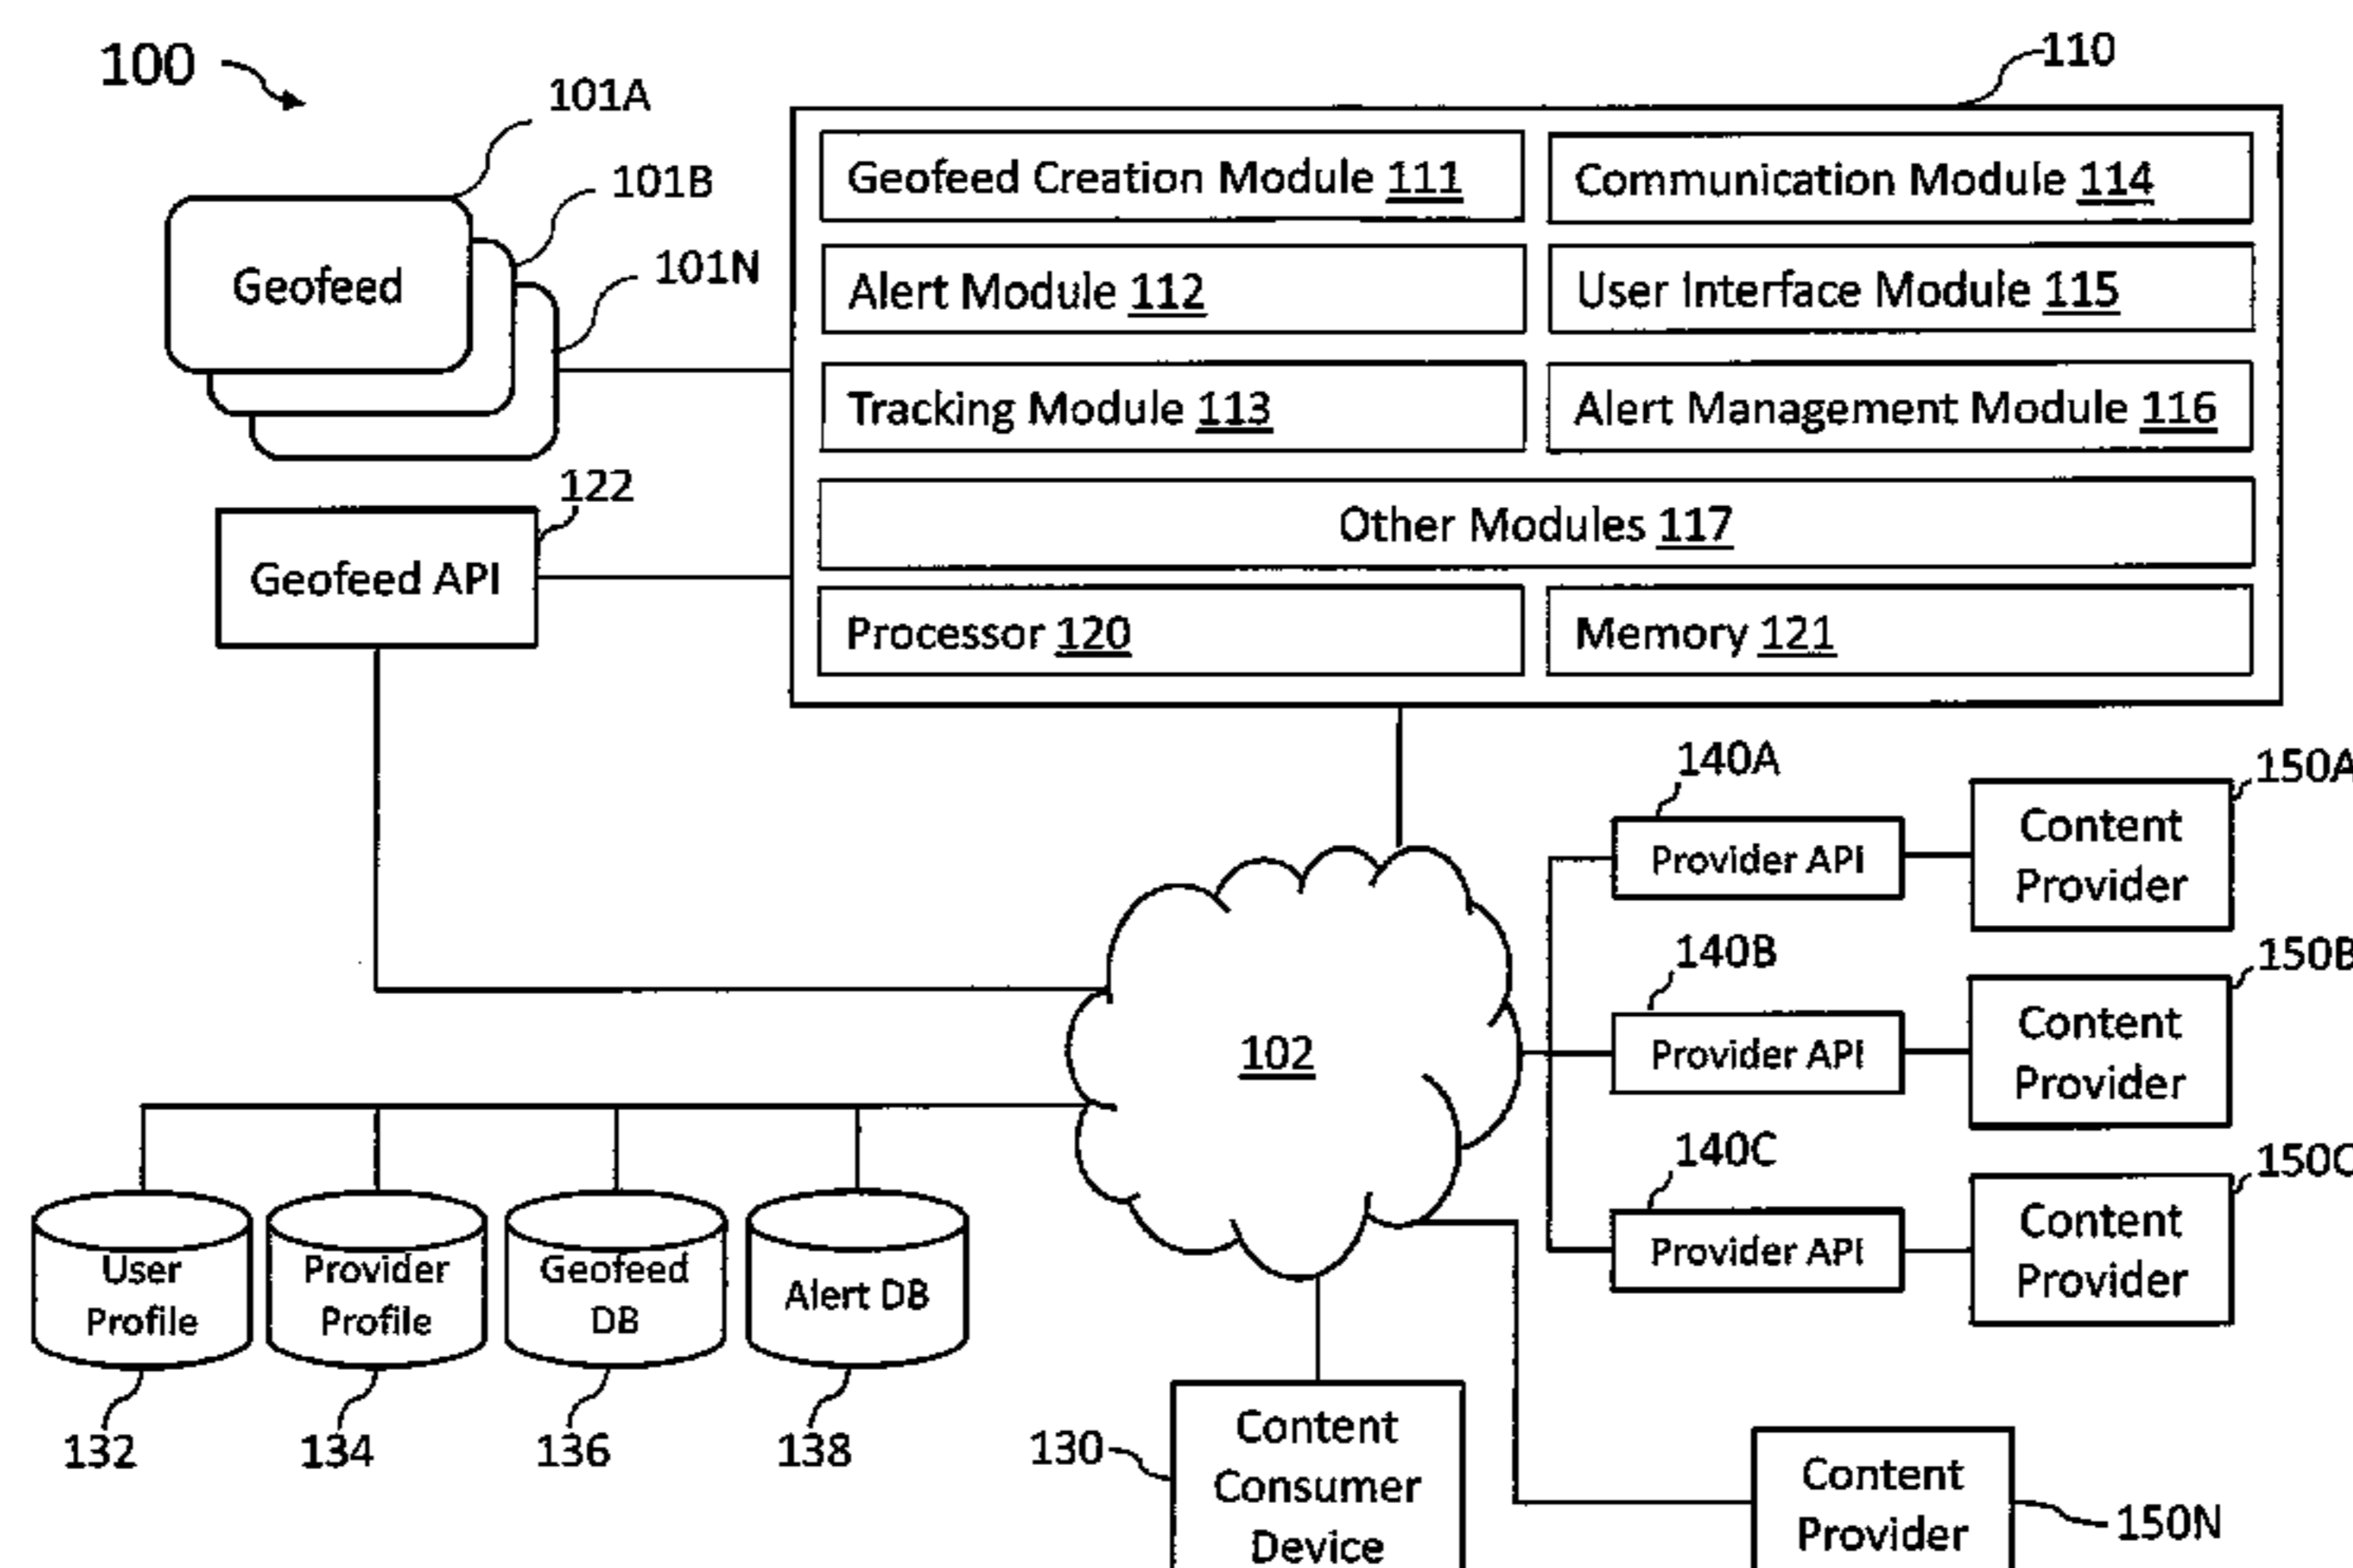 100
101A
110
101B
101N
Geofeed
Geofeed Creation Module 111
Communication Module 114
Alert Module 112
User Interface Module 115
Tracking Module 113
Alert Management Module 116
Other Modules 117
Processor 120
Memory 121
122
Geofeed API
102
140A
Provider API
150A
Content
Provider
140B
Provider API
150B
Content
Provider
140C
Provider API
150C
Content
Provider
User
Profile
132
Provider
Profile
134
Geofeed
DB
136
Alert DB
138
130
Content
Consumer
Device
Content
Provider
150N